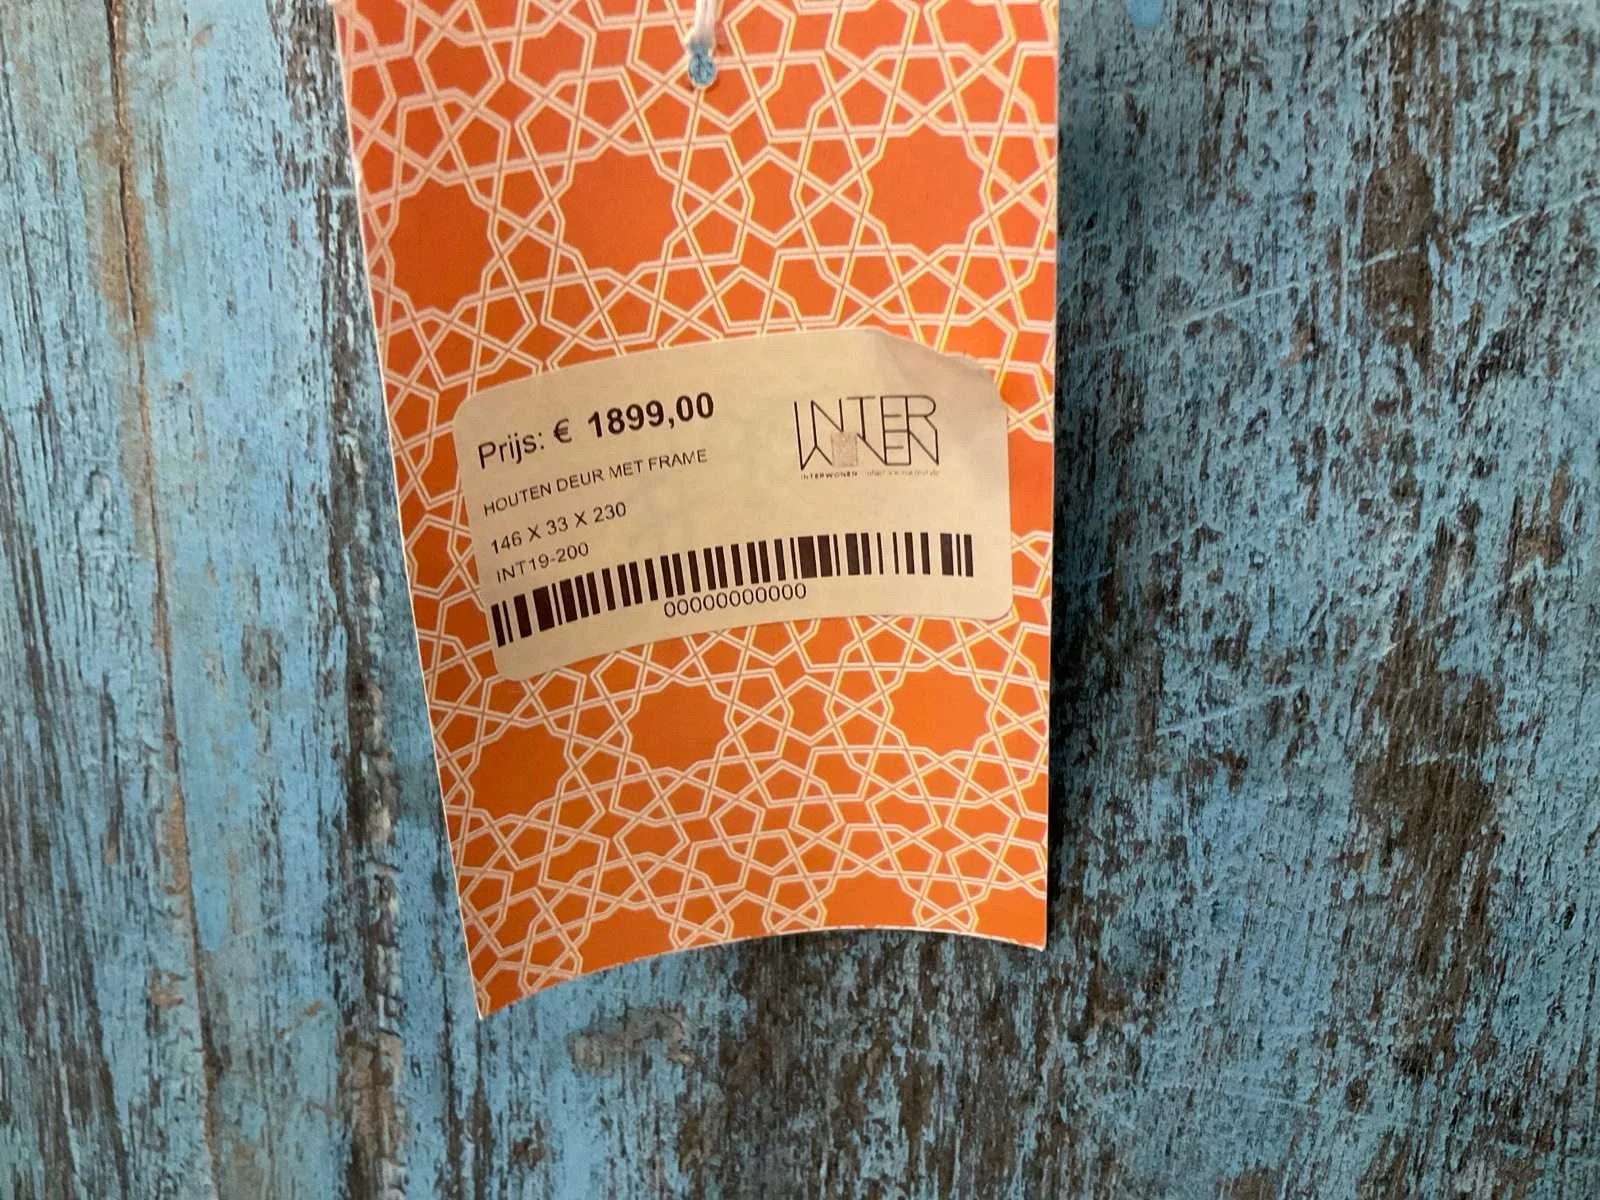 Prijs: € 1899,00
INTER
WONEN
INTERWONEN
HOUTEN DEUR MET FRAME
146 X 33 X 230
INT19-200
00000000000